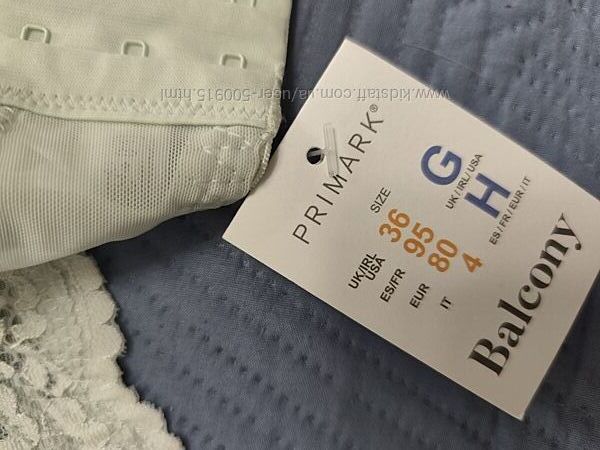 www.kidstaff.com.ua/user-500915.html
PRIMARK®
SIZE
UK/IRL USA 36
ES/FR 95
EUR 80
IT 4
G
UK / IRL / USA
H
ES / FR / EUR / IT
Balcony